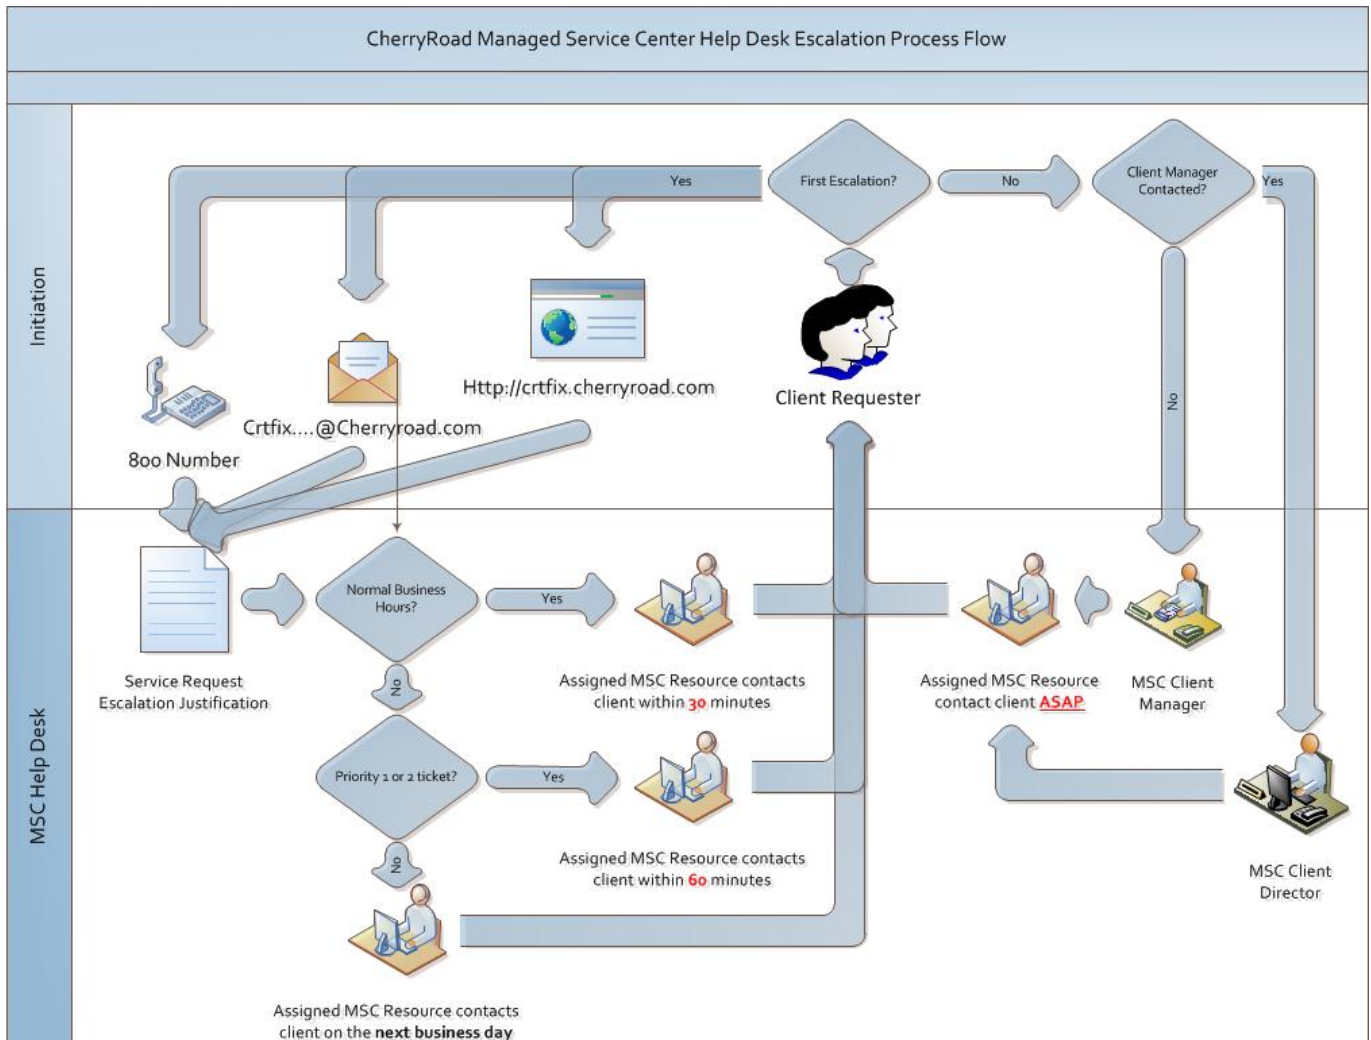 CherryRoad Managed Service Center Help Desk Escalation Process Flow
Initiation
Yes
First Escalation?
No
Client Manager
Contacted?
Yes
Http://crtfix.cherryroad.com
Client Requester
No
Crtfix....@Cherryroad.com
800 Number
MSC Help Desk
Normal Business
Hours?
Yes
Service Request
Escalation Justification
No
Assigned MSC Resource contacts
client within 30 minutes
Assigned MSC Resource
contact client ASAP
MSC Client
Manager
Priority 1 or 2 ticket?
Yes
No
Assigned MSC Resource contacts
client within 60 minutes
MSC Client
Director
Assigned MSC Resource contacts
client on the next business day